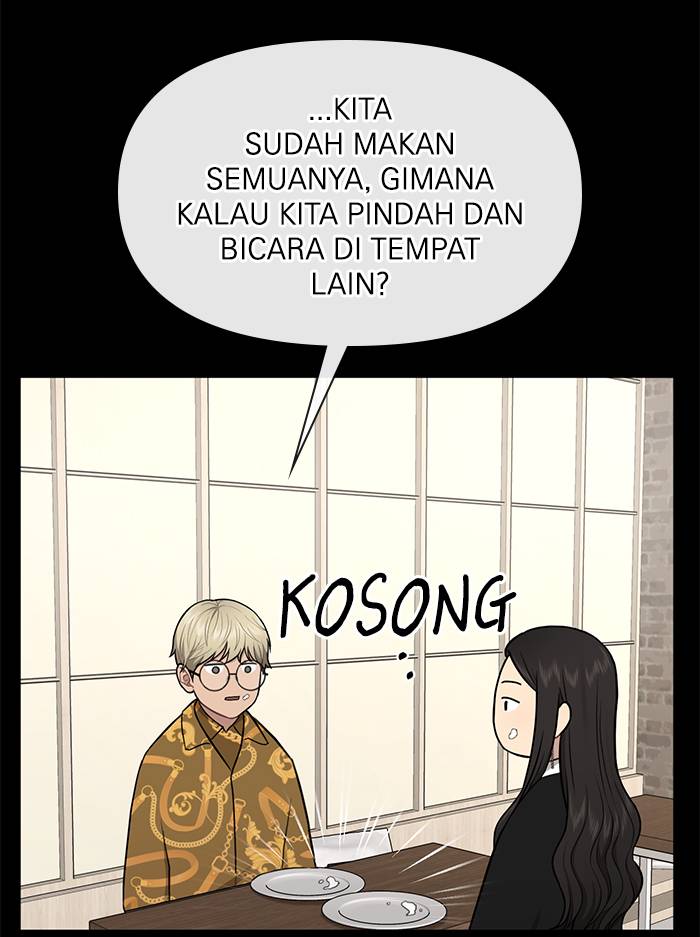 ...KITA
SUDAH MAKAN
SEMUANYA, GIMANA
KALAU KITA PINDAH DAN
BICARA DI TEMPAT
LAIN?
KOSONG